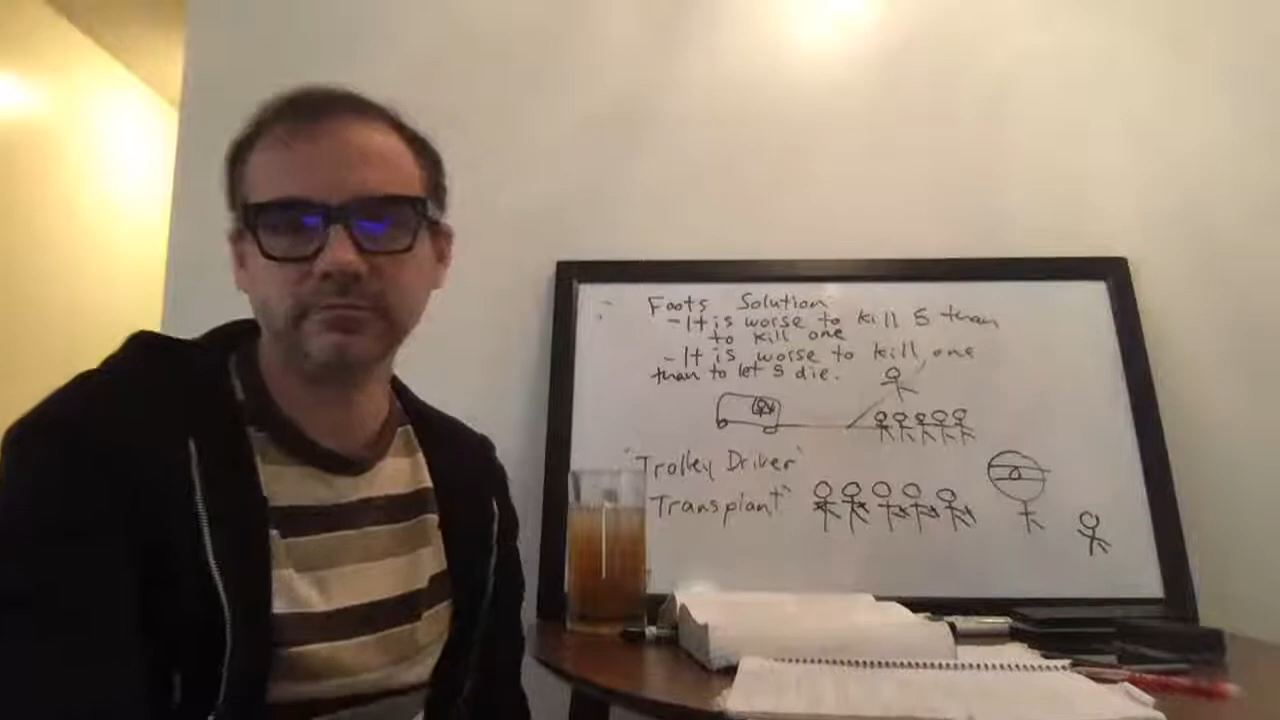 Foots Solution
- It is worse to kill 5 than
to kill one
- It is worse to kill one
than to let 5 die.
"Trolley Driver"
Transplant"